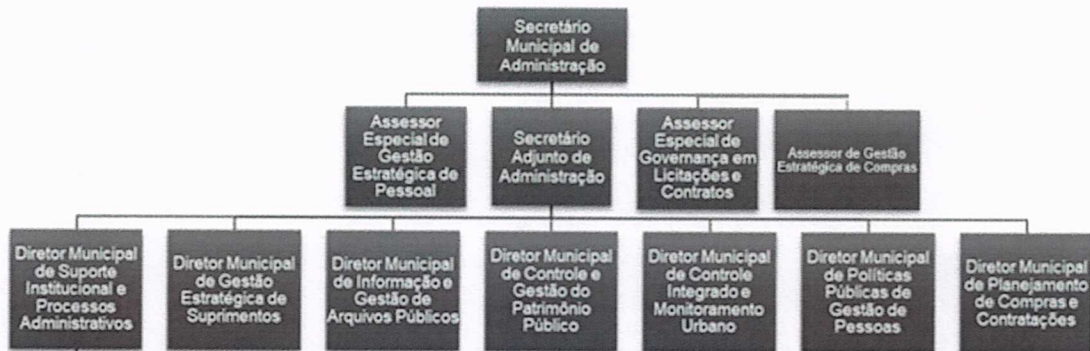 Secretário
Municipal de
Administração
Assessor
Especial de
Gestão
Estratégica de
Pessoal
Secretário
Adjunto de
Administração
Assessor
Especial de
Governança em
Licitações e
Contratos
Assessor de Gestão
Estratégica de Compras
Diretor Municipal
de Suporte
Institucional e
Processos
Administrativos
Diretor Municipal
de Gestão
Estratégica de
Suprimentos
Diretor Municipal
de Informação e
Gestão de
Arquivos Públicos
Diretor Municipal
de Controle e
Gestão do
Patrimônio
Público
Diretor Municipal
de Controle
Integrado e
Monitoramento
Urbano
Diretor Municipal
de Políticas
Públicas de
Gestão de
Pessoas
Diretor Municipal
de Planejamento
de Compras e
Contratações